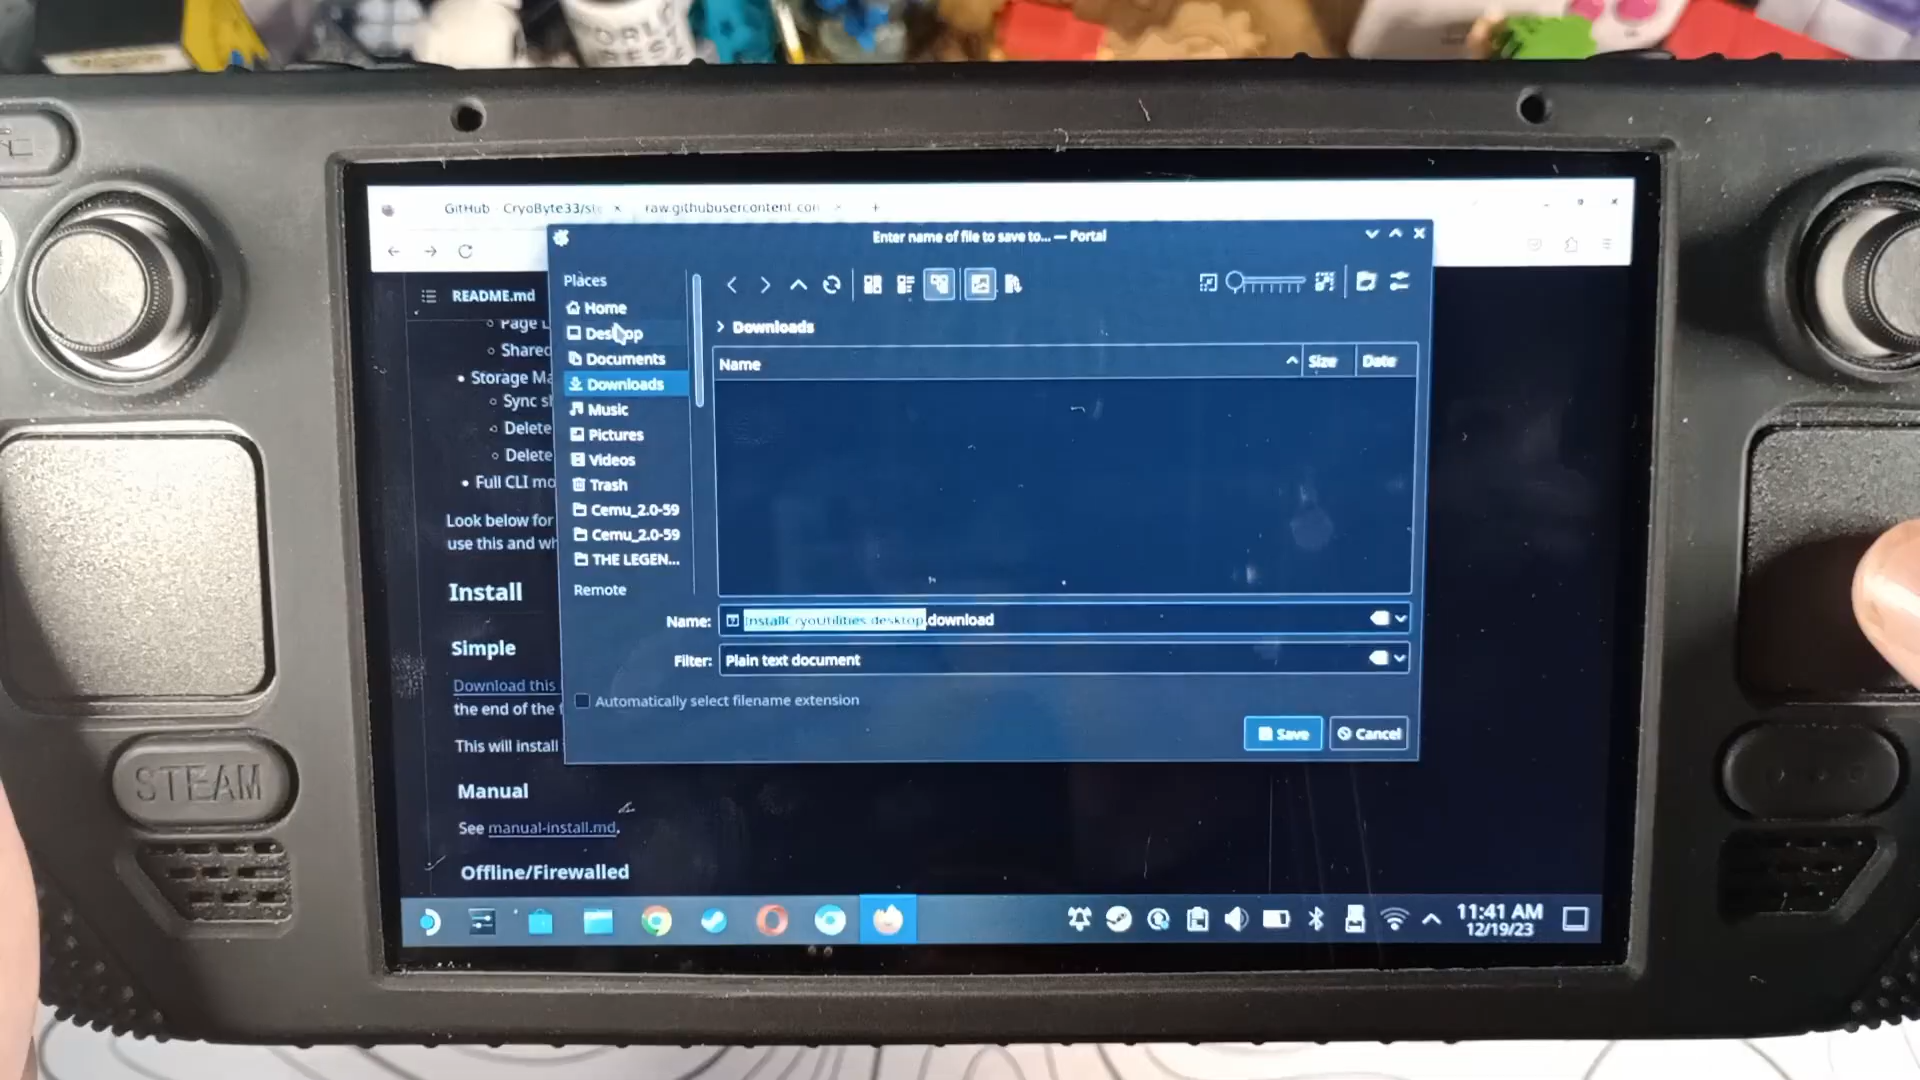 GitHub - CryoByte33/ste
raw.githubusercontent.con
Enter name of file to save to... — Portal
Places
Home
Desktop
Documents
Downloads
Music
Pictures
Videos
Trash
Cemu_2.0-59
Cemu_2.0-59
THE LEGEN...
Remote
Downloads
Name
Size
Date
Name:
InstallCryoUtilities.desktop.download
Filter:
Plain text document
Automatically select filename extension
Save
Cancel
README.md
Shared
Storage Ma
Sync sl
Delete
Delete
Full CLI mo
Look below for
use this and wh
Install
Simple
Download this
the end of the f
This will install
Manual
See manual-install.md.
Offline/Firewalled
11:41 AM
12/19/23
STEAM